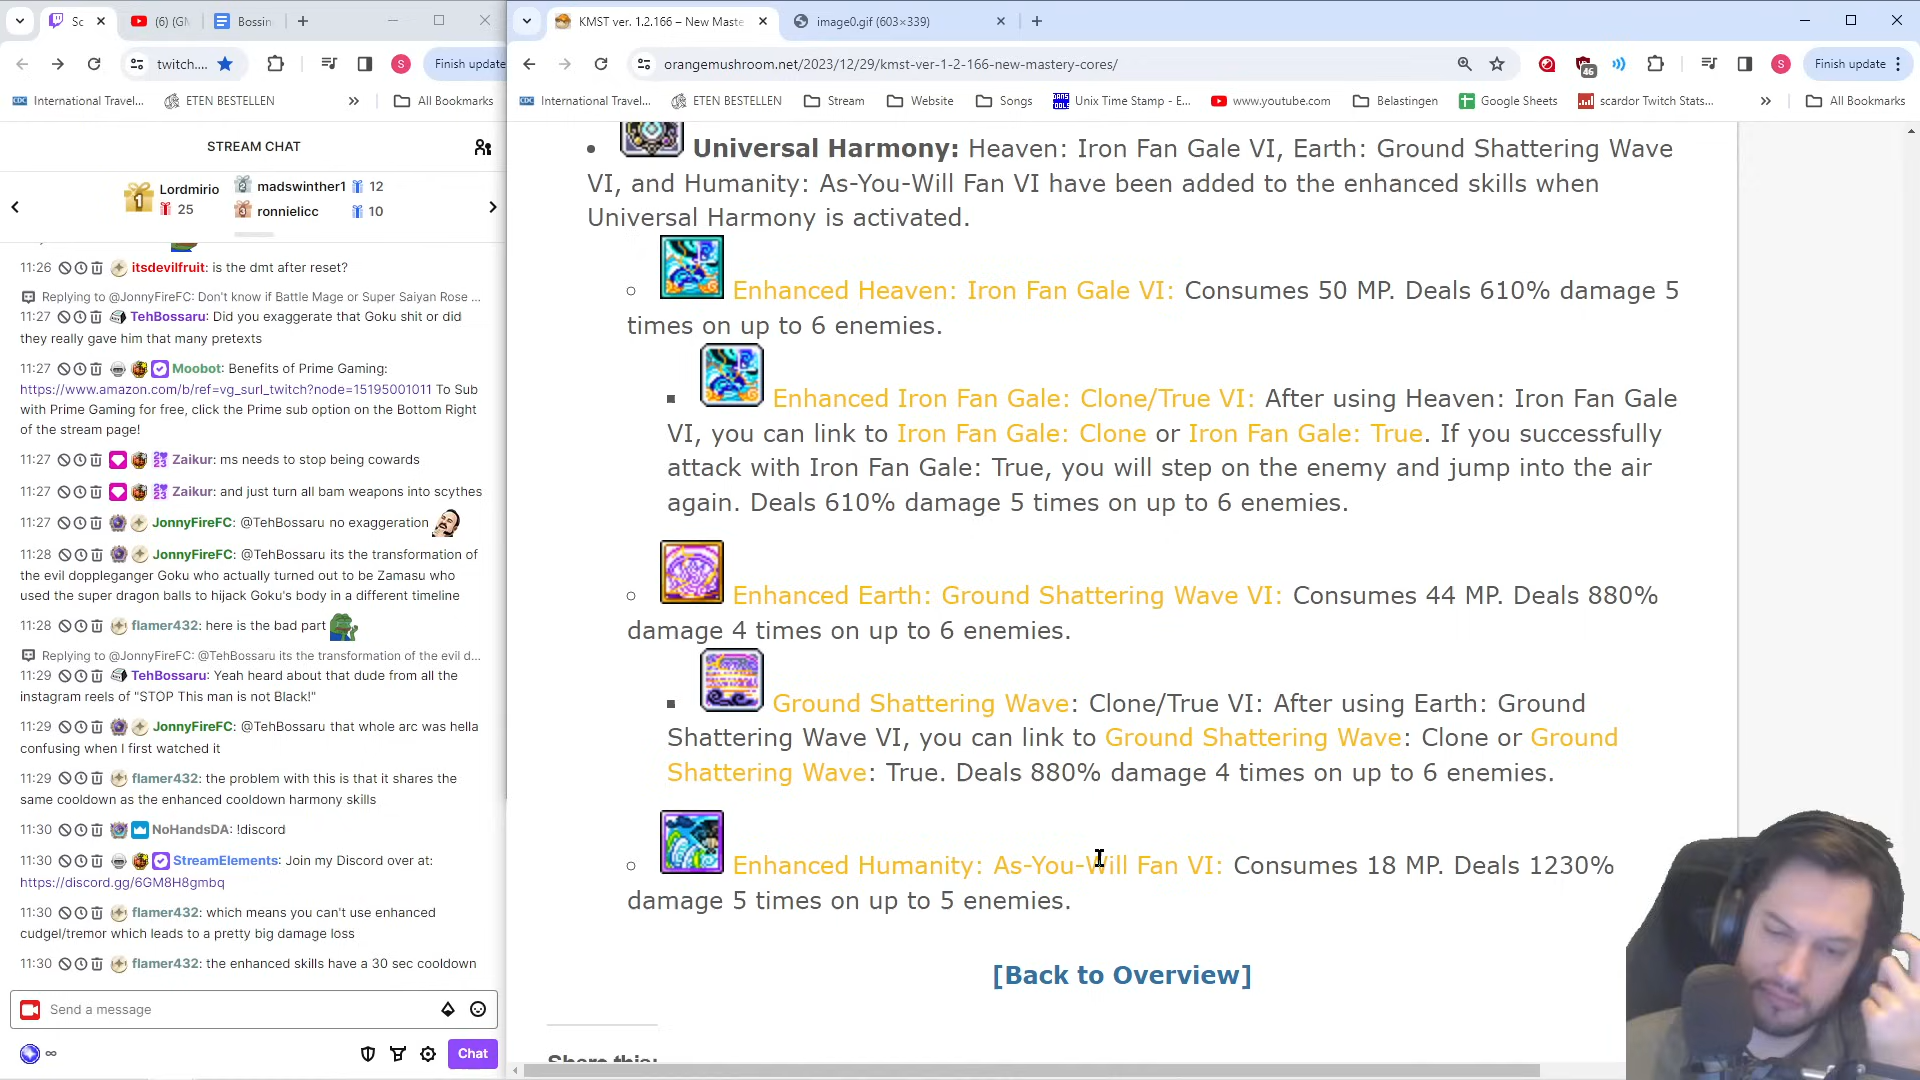 Sc
(6) (GM
Bossin
KMST ver. 1.2.166 – New Maste
image0.gif (603×339)
twitch....
Finish update
orangemushroom.net/2023/12/29/kmst-ver-1-2-166-new-mastery-cores/
46
Finish update
International Travel...
ETEN BESTELLEN
All Bookmarks
International Travel...
ETEN BESTELLEN
Stream
Website
Songs
Unix Time Stamp - E...
www.youtube.com
Belastingen
Google Sheets
scardor Twitch Stats...
All Bookmarks
STREAM CHAT
Lordmirio
25
madswinther1 12
ronnielicc 10
11:26 itsdevilfruit: is the dmt after reset?
Replying to @JonnyFireFC: Don't know if Battle Mage or Super Saiyan Rose ...
11:27 TehBossaru: Did you exaggerate that Goku shit or did
they really gave him that many pretexts
11:27 Moobot: Benefits of Prime Gaming:
https://www.amazon.com/b/ref=vg_surl_twitch?node=15195001011 To Sub
with Prime Gaming for free, click the Prime sub option on the Bottom Right
of the stream page!
11:27 Zaikur: ms needs to stop being cowards
11:27 Zaikur: and just turn all bam weapons into scythes
11:27 JonnyFireFC: @TehBossaru no exaggeration
11:28 JonnyFireFC: @TehBossaru its the transformation of
the evil doppleganger Goku who actually turned out to be Zamasu who
used the super dragon balls to hijack Goku's body in a different timeline
11:28 flamer432: here is the bad part
Replying to @JonnyFireFC: @TehBossaru its the transformation of the evil d...
11:29 TehBossaru: Yeah heard about that dude from all the
instagram reels of "STOP This man is not Black!"
11:29 JonnyFireFC: @TehBossaru that whole arc was hella
confusing when I first watched it
11:29 flamer432: the problem with this is that it shares the
same cooldown as the enhanced cooldown harmony skills
11:30 NoHandsDA: !discord
11:30 StreamElements: Join my Discord over at:
https://discord.gg/6GM8H8gmbq
11:30 flamer432: which means you can't use enhanced
cudgel/tremor which leads to a pretty big damage loss
11:30 flamer432: the enhanced skills have a 30 sec cooldown
Send a message
∞
Chat
Universal Harmony: Heaven: Iron Fan Gale VI, Earth: Ground Shattering Wave
VI, and Humanity: As-You-Will Fan VI have been added to the enhanced skills when
Universal Harmony is activated.
Enhanced Heaven: Iron Fan Gale VI: Consumes 50 MP. Deals 610% damage 5
times on up to 6 enemies.
Enhanced Iron Fan Gale: Clone/True VI: After using Heaven: Iron Fan Gale
VI, you can link to Iron Fan Gale: Clone or Iron Fan Gale: True. If you successfully
attack with Iron Fan Gale: True, you will step on the enemy and jump into the air
again. Deals 610% damage 5 times on up to 6 enemies.
Enhanced Earth: Ground Shattering Wave VI: Consumes 44 MP. Deals 880%
damage 4 times on up to 6 enemies.
Ground Shattering Wave: Clone/True VI: After using Earth: Ground
Shattering Wave VI, you can link to Ground Shattering Wave: Clone or Ground
Shattering Wave: True. Deals 880% damage 4 times on up to 6 enemies.
Enhanced Humanity: As-You-Will Fan VI: Consumes 18 MP. Deals 1230%
damage 5 times on up to 5 enemies.
[Back to Overview]
Share this: